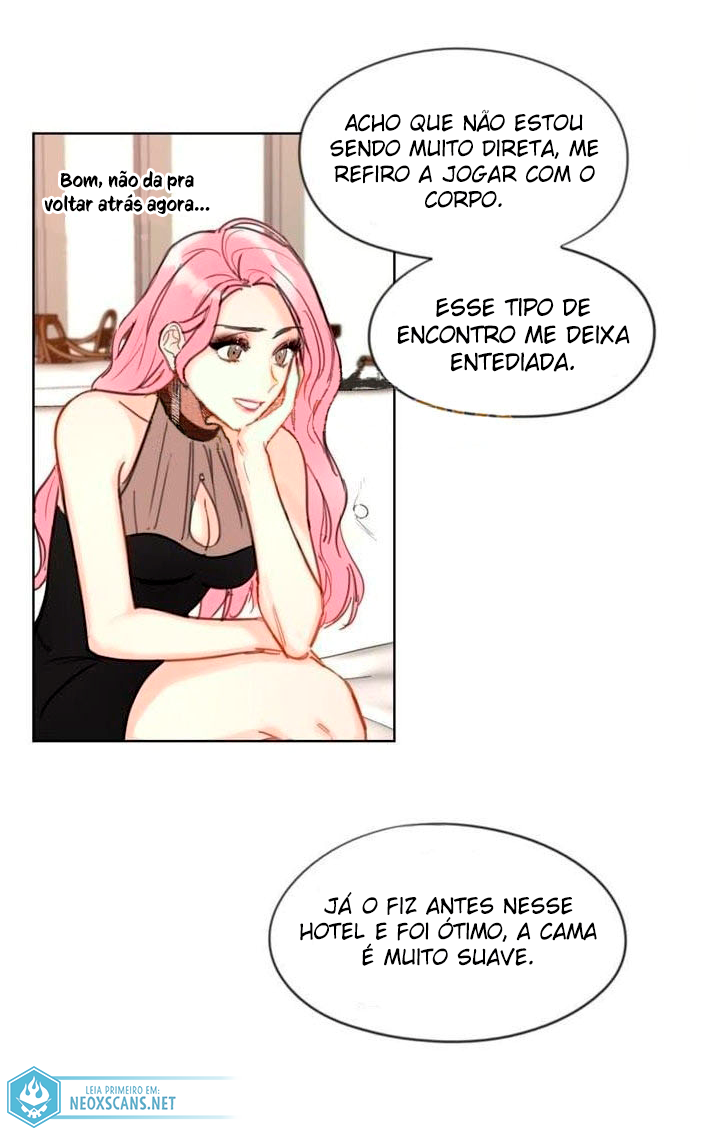 ACHO QUE NÃO ESTOU
SENDO MUITO DIRETA, ME
REFIRO A JOGAR COM O
CORPO.
Bom, não da pra
voltar atrás agora...
ESSE TIPO DE
ENCONTRO ME DEIXA
ENTEDIADA.
JÁ O FIZ ANTES NESSE
HOTEL E FOI ÓTIMO, A CAMA
É MUITO SUAVE.
LEIA PRIMEIRO EM:
NEOXSCANS.NET